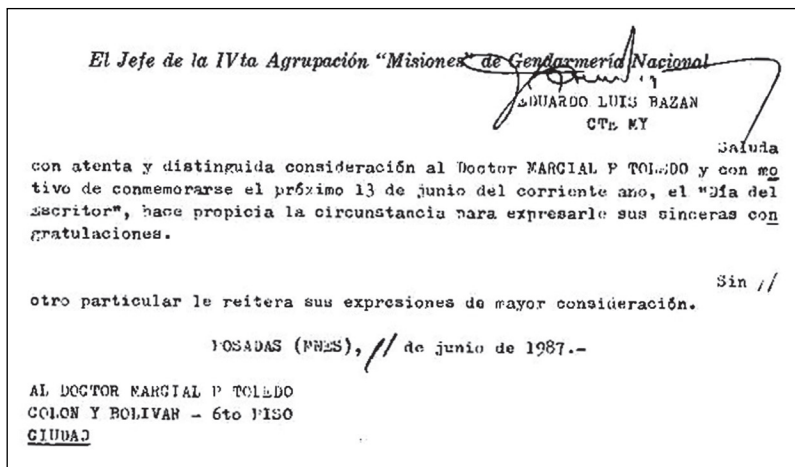 El Jefe de la IVta Agrupación "Misiones" de Gendarmería Nacional
EDUARDO LUIS BAZAN
CTE MY
Saluda
con atenta y distinguida consideración al Doctor MARCIAL P TOLEDO y con mo
tivo de conmemorarse el próximo 13 de junio del corriente ano, el "Día del
Escritor", hace propicia la circunstancia para expresarle sus sinceras con
gratulaciones.
Sin //
otro particular le reitera sus expresiones de mayor consideración.
POSADAS (MNES), 11 de junio de 1987.-
AL DOCTOR MARCIAL P TOLEDO
COLON Y BOLIVAR - 6to PISO
CIUDAD